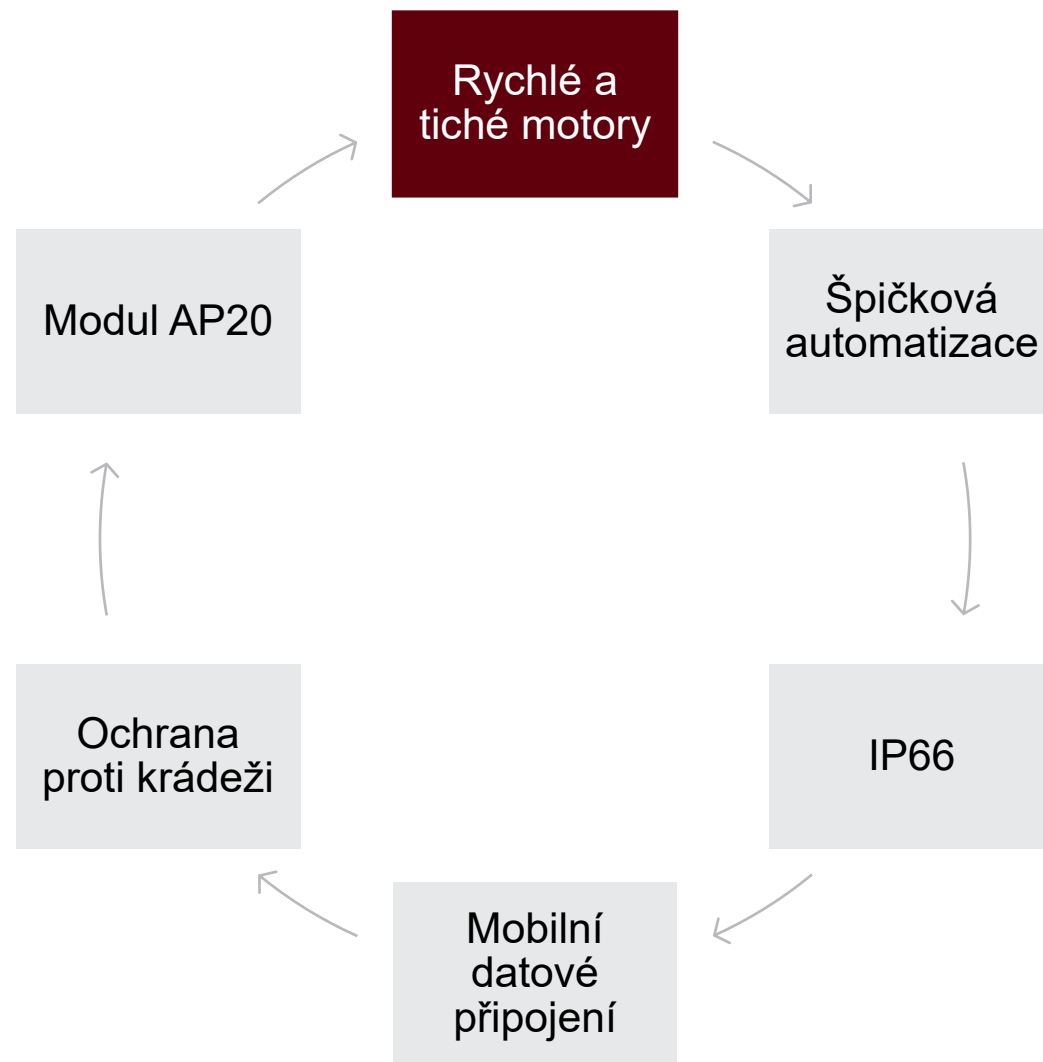 Rychlé a
tiché motory
Špičková
automatizace
IP66
Mobilní
datové
připojení
Ochrana
proti krádeži
Modul AP20